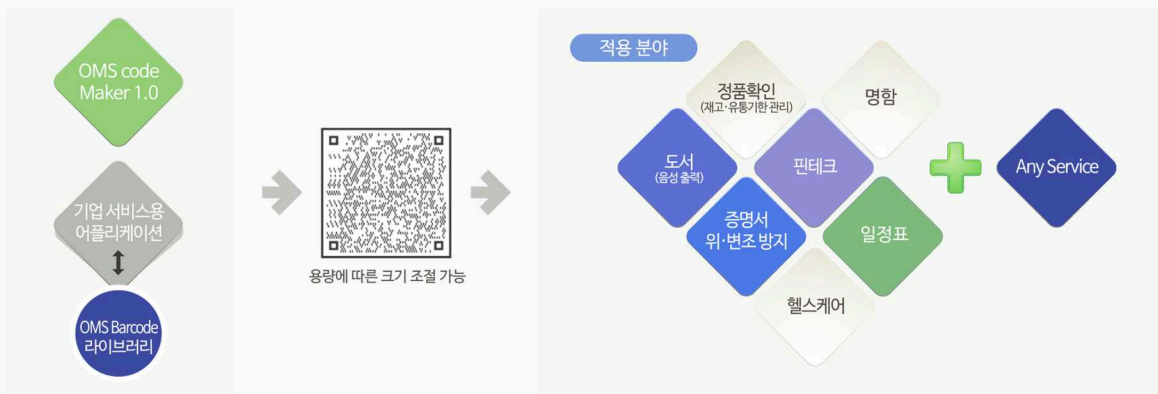 OMS code
Maker 1.0
기업 서비스용
어플리케이션
OMS Barcode
라이브러리
용량에 따른 크기 조절 가능
적용 분야
정품확인
(재고·유통기한 관리)
명함
도서
(음성 출력)
핀테크
증명서
위·변조 방지
일정표
헬스케어
Any Service